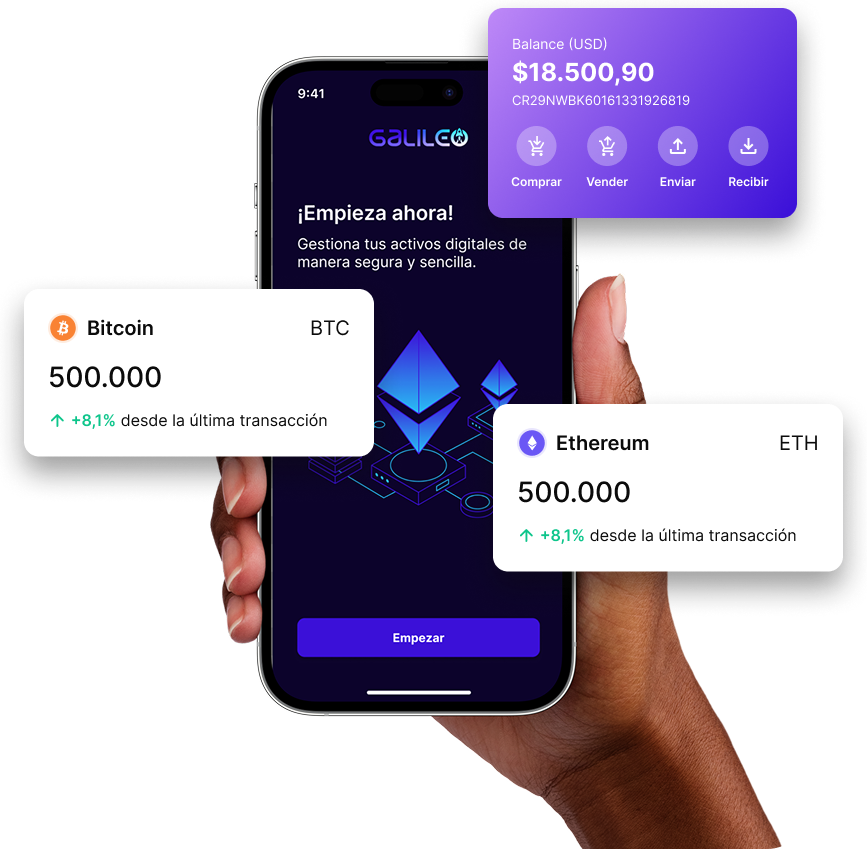 Balance (USD)
$18.500,90
CR29NWBK60161331926819
Comprar Vender Enviar Recibir
9:41
GALILEO
¡Empieza ahora!
Gestiona tus activos digitales de
manera segura y sencilla.
Bitcoin BTC
500.000
+8,1% desde la última transacción
Ethereum ETH
500.000
+8,1% desde la última transacción
Empezar